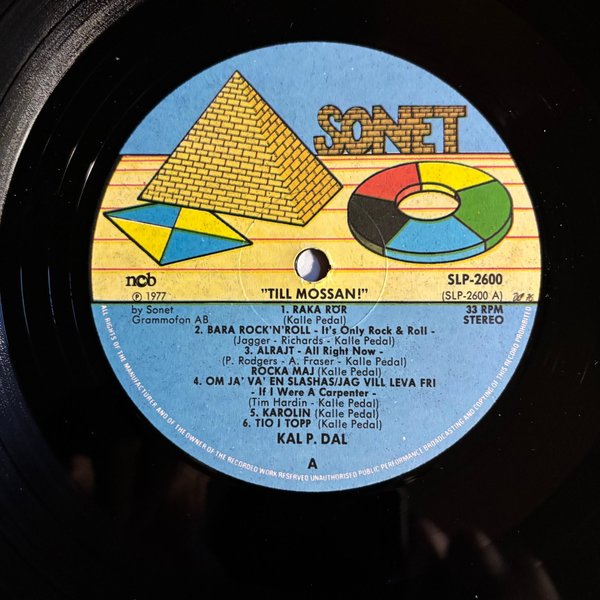 SONET
ncb
℗ 1977
by Sonet
Grammofon AB
SLP-2600
(SLP-2600 A)
33 RPM
STEREO
"TILL MOSSAN!"
1. RAKA RÖR
(Kalle Pedal)
2. BARA ROCK'N'ROLL - It's Only Rock & Roll -
(Jagger - Richards - Kalle Pedal)
3. ALRAJT - All Right Now -
(P. Rodgers - A. Fraser - Kalle Pedal)
ROCKA MAJ (Kalle Pedal)
4. OM JA' VA' EN SLASHAS/JAG VILL LEVA FRI
- If I Were A Carpenter -
(Tim Hardin - Kalle Pedal)
5. KAROLIN (Kalle Pedal)
6. TIO I TOPP (Kalle Pedal)
KAL P. DAL
A
ALL RIGHTS OF THE MANUFACTURER AND OF THE OWNER OF THE RECORDED WORK RESERVED UNAUTHORISED PUBLIC PERFORMANCE BROADCASTING AND COPYING OF THIS RECORD PROHIBITED